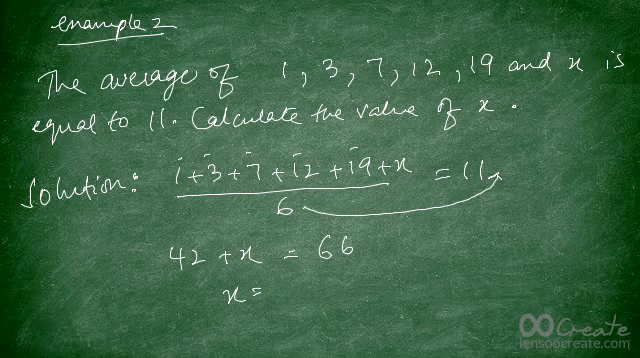 example 2
The average of 1, 3, 7, 12, 19 and x is
equal to 11. Calculate the value of x.
Solution: 1+3+7+12+19+x = 11
6
42 + x = 66
x =
Create
lensoocreate.com